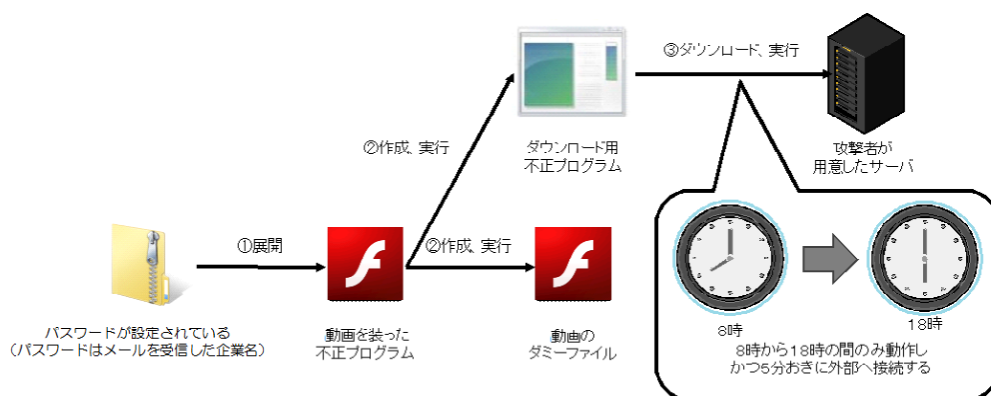 ③ダウンロード、実行
②作成、実行
ダウンロード用
不正プログラム
攻撃者が
用意したサーバ
①展開
②作成、実行
パスワードが設定されている
(パスワードはメールを受信した企業名)
動画を装った
不正プログラム
動画の
ダミーファイル
8時
18時
8時から18時の間のみ動作し
かつ5分おきに外部へ接続する